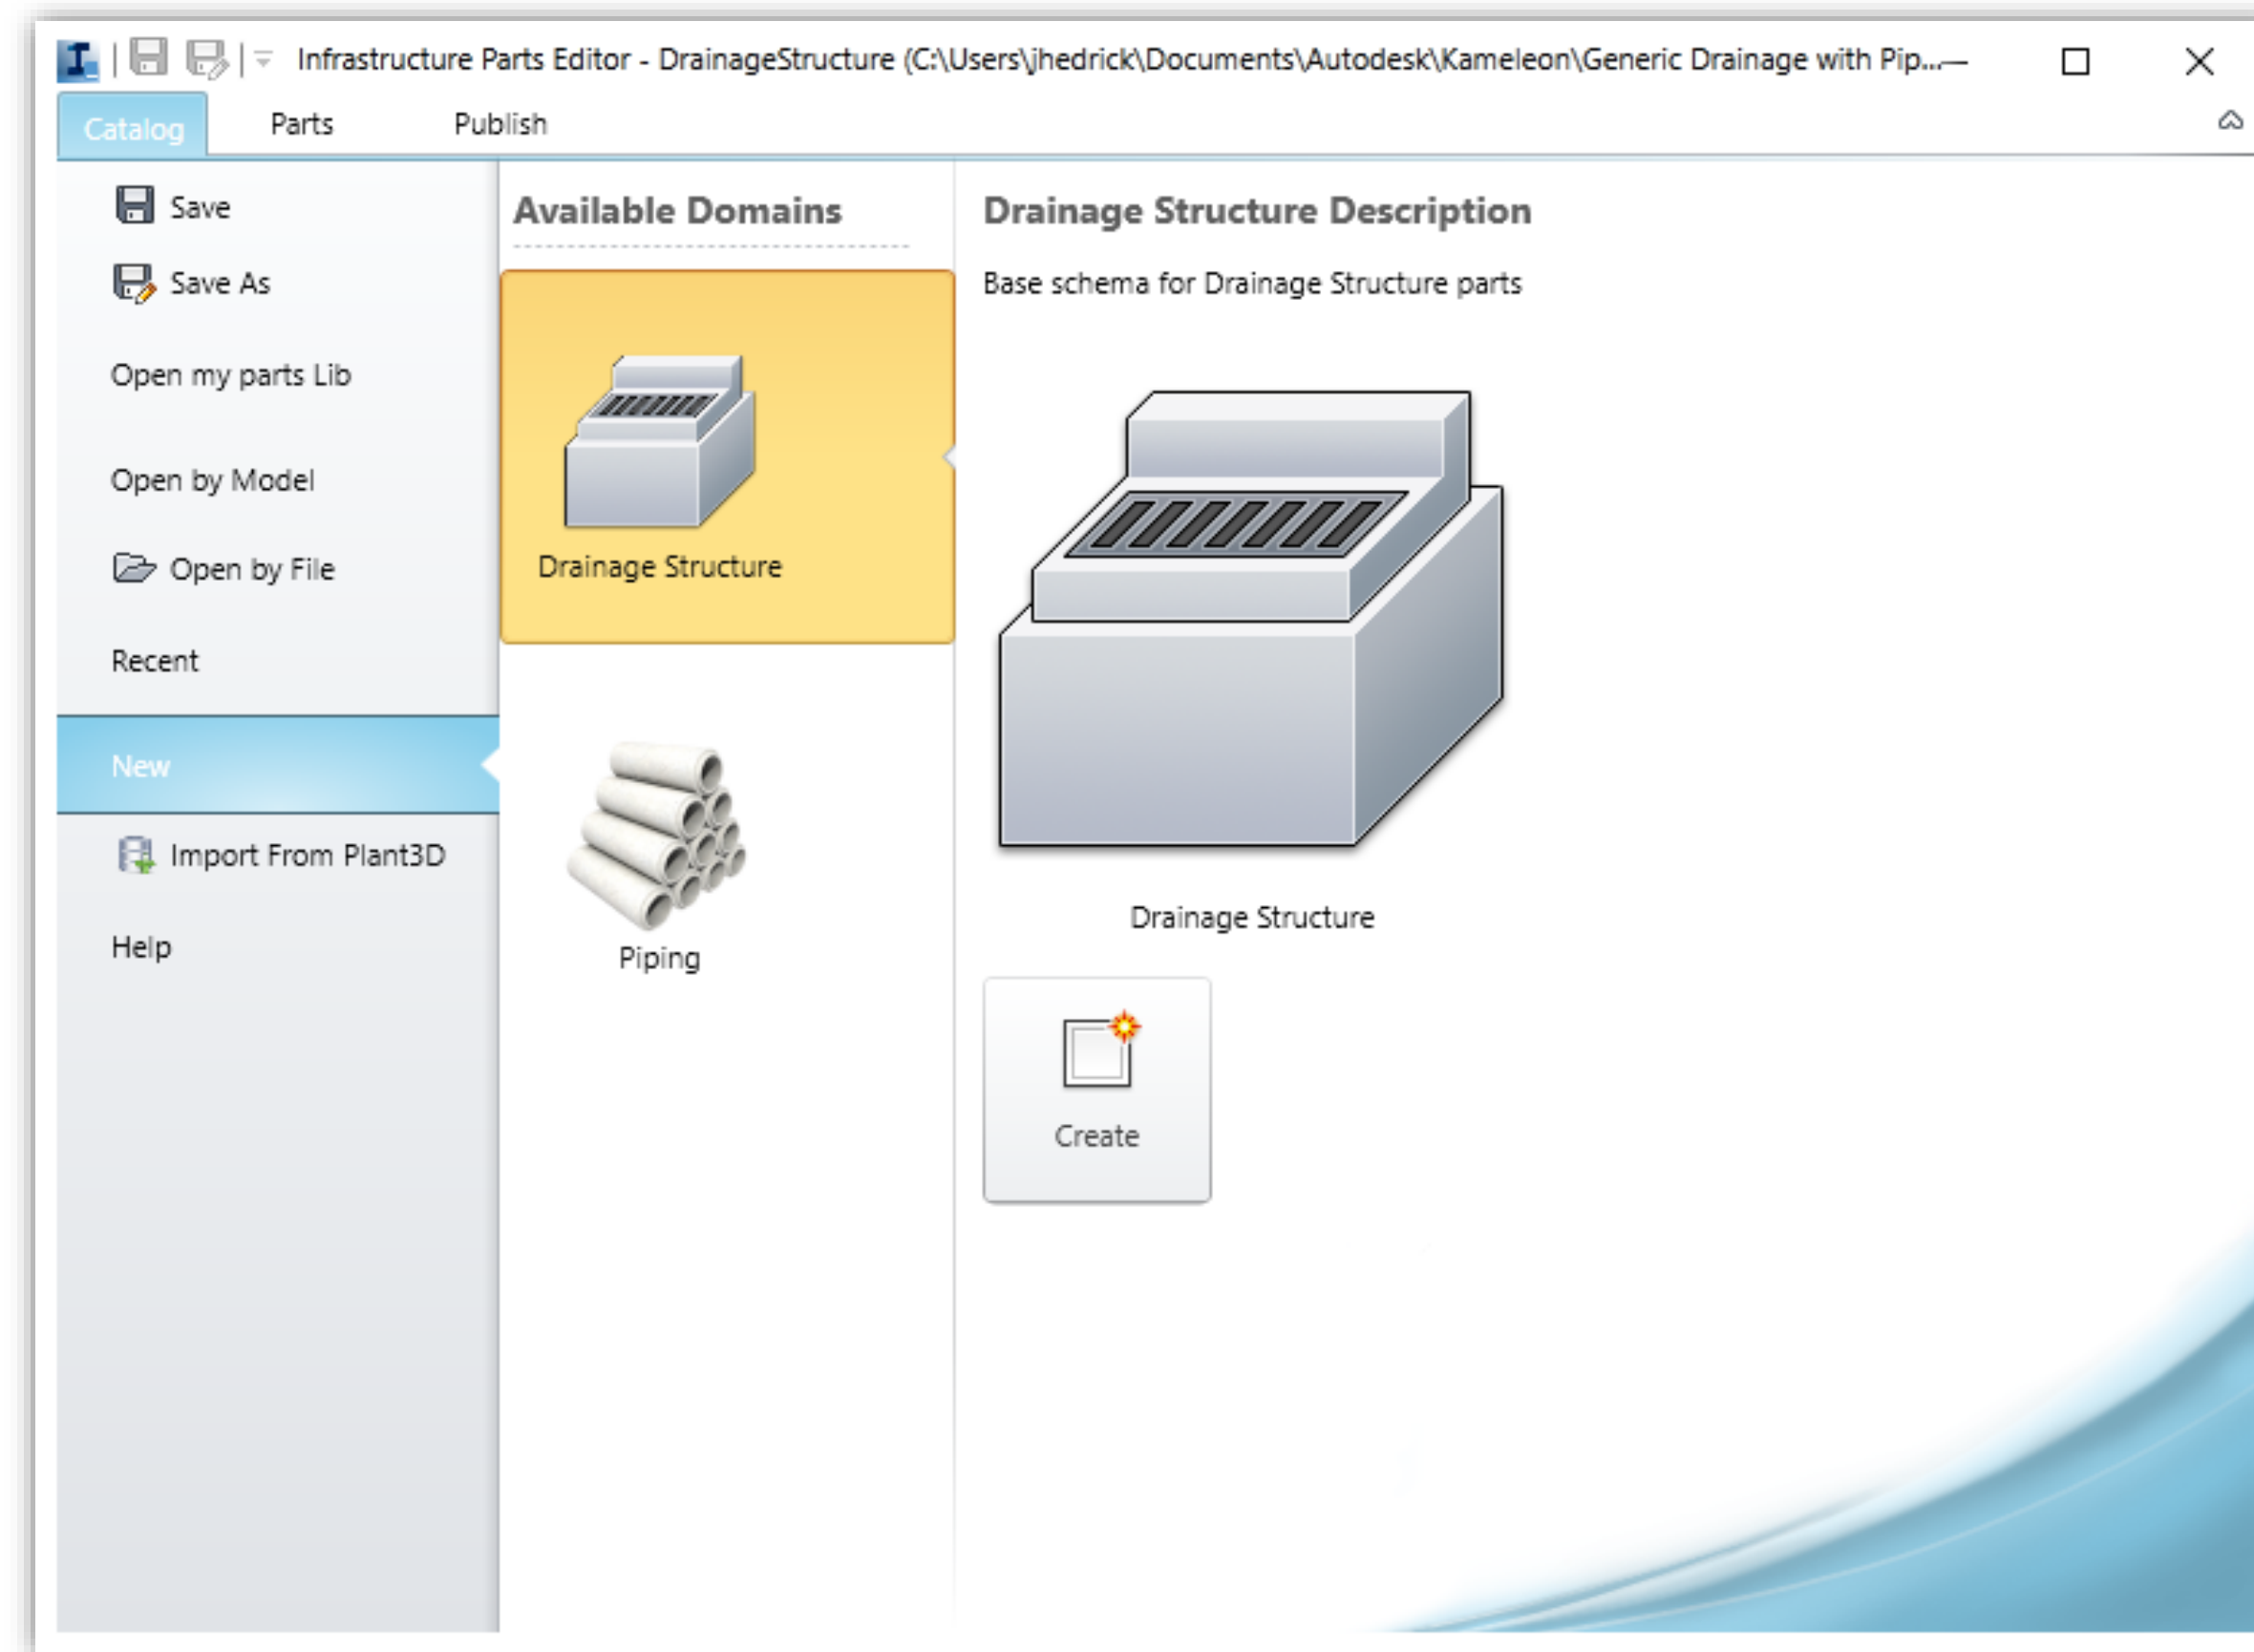 Infrastructure Parts Editor - DrainageStructure (C:\Users\jhedrick\Documents\Autodesk\Kameleon\Generic Drainage with Pip...
Catalog Parts Publish
Save
Save As
Open my parts Lib
Open by Model
Open by File
Recent
New
Import From Plant3D
Help
Available Domains
Drainage Structure
Piping
Drainage Structure Description
Base schema for Drainage Structure parts
Drainage Structure
Create